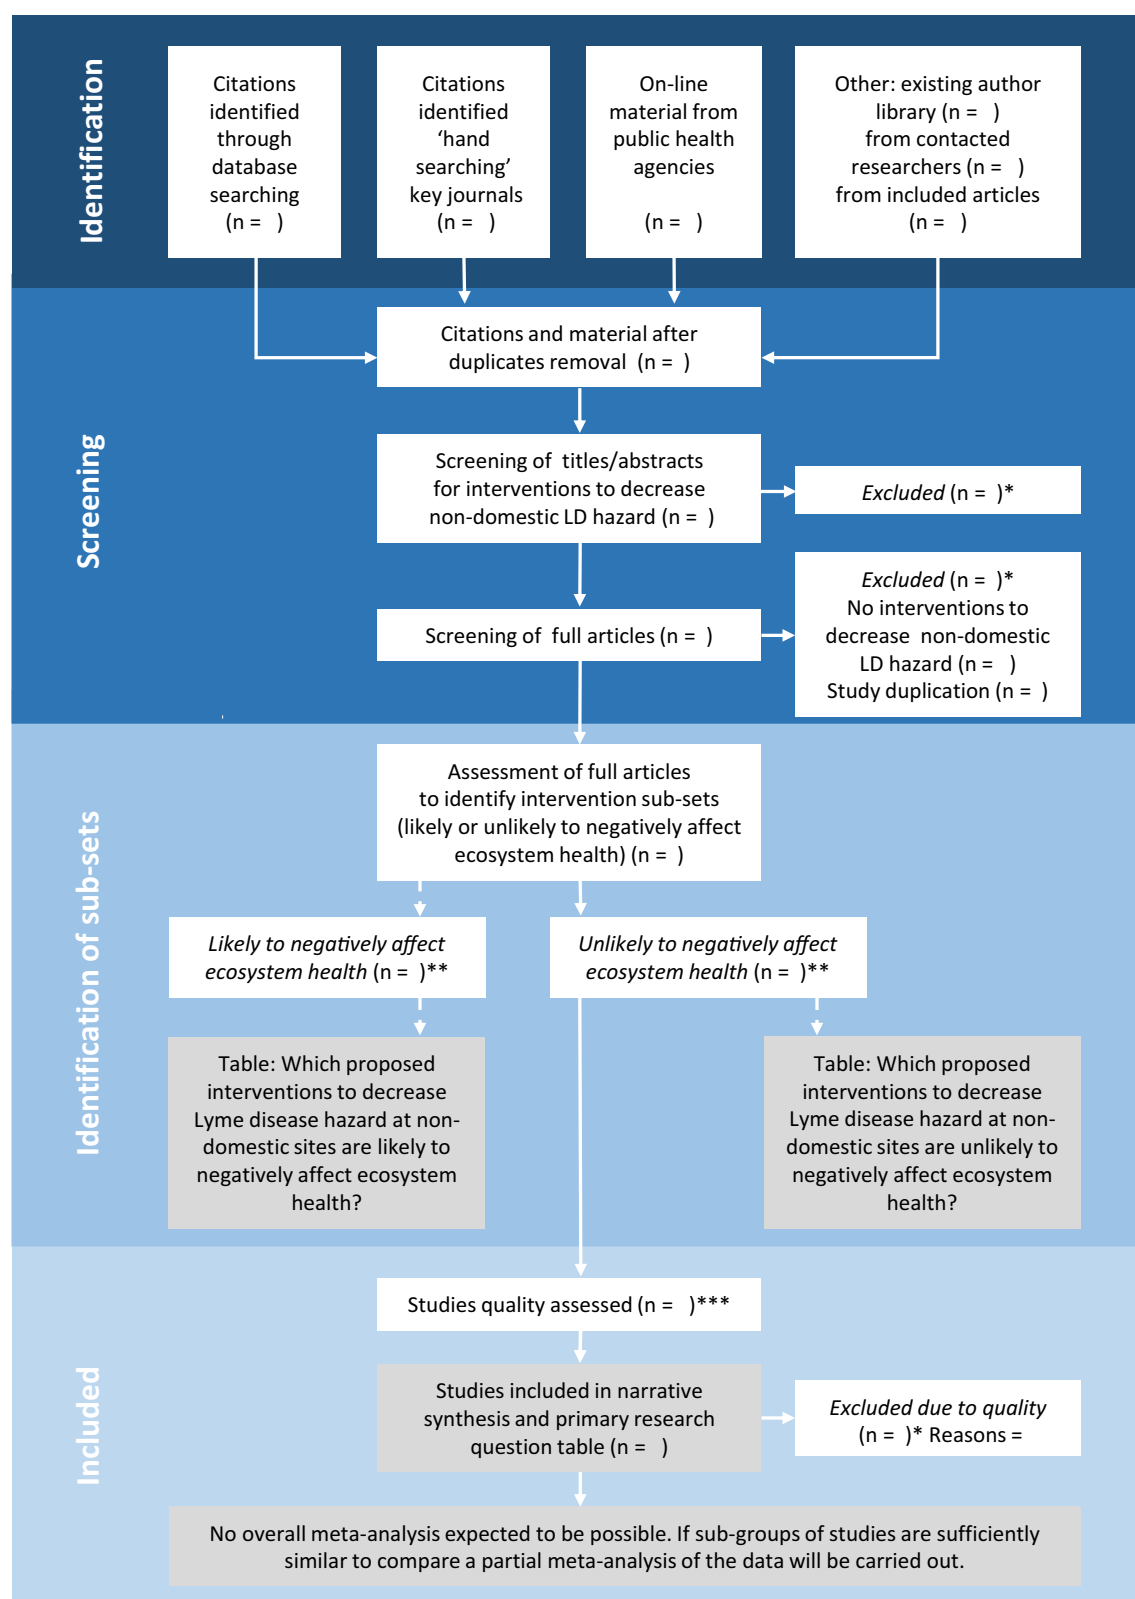 Identification
Citations
identified
through
database
searching
(n =   )
Citations
identified
‘hand
searching’
key journals
(n =   )
On-line
material from
public health
agencies
(n =   )
Other: existing author
library (n =   )
from contacted
researchers (n =   )
from included articles
(n =   )
Screening
Citations and material after
duplicates removal  (n =   )
Screening of  titles/abstracts
for interventions to decrease
non-domestic LD hazard (n =   )
Excluded (n =  )*
Screening of  full articles (n =   )
Excluded (n =  )*
No interventions to
decrease  non-domestic
LD hazard (n =   )
Study duplication (n =   )
Identification of sub-sets
Assessment of full articles
to identify intervention sub-sets
(likely or unlikely to negatively affect
ecosystem health) (n =   )
Likely to negatively affect
ecosystem health (n =  )**
Unlikely to negatively affect
ecosystem health (n =  )**
Table: Which proposed
interventions to decrease
Lyme disease hazard at non-
domestic sites are likely to
negatively affect ecosystem
health?
Table: Which proposed
interventions to decrease
Lyme disease hazard at non-
domestic sites are unlikely to
negatively affect ecosystem
health?
Included
Studies quality assessed (n =   )***
Studies included in narrative
synthesis and primary research
question table (n =   )
Excluded due to quality
(n =  )* Reasons =
No overall meta-analysis expected to be possible. If sub-groups of studies are sufficiently
similar to compare a partial meta-analysis of the data will be carried out.